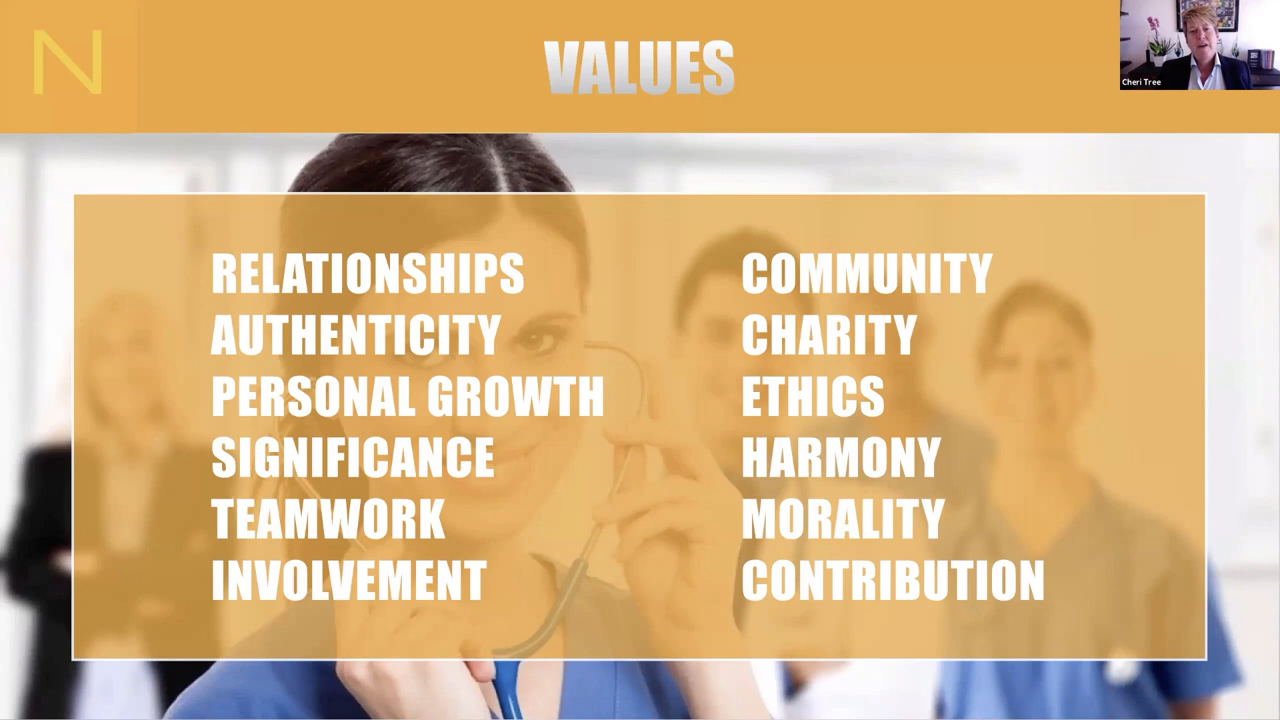 N
VALUES
Cheri Tree
RELATIONSHIPS
AUTHENTICITY
PERSONAL GROWTH
SIGNIFICANCE
TEAMWORK
INVOLVEMENT
COMMUNITY
CHARITY
ETHICS
HARMONY
MORALITY
CONTRIBUTION